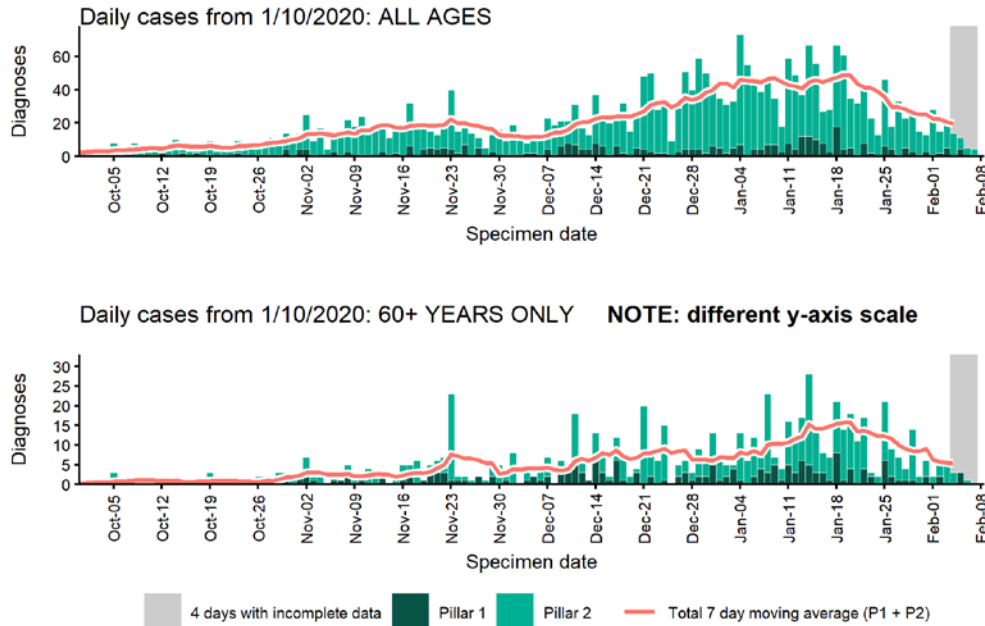 Daily cases from 1/10/2020: ALL AGES
Diagnoses
60
40
20
0
Oct-05 Oct-12 Oct-19 Oct-26 Nov-02 Nov-09 Nov-16 Nov-23 Nov-30 Dec-07 Dec-14 Dec-21 Dec-28 Jan-04 Jan-11 Jan-18 Jan-25 Feb-01 Feb-08
Specimen date
Daily cases from 1/10/2020: 60+ YEARS ONLY NOTE: different y-axis scale
Diagnoses
30
25
20
15
10
5
0
Oct-05 Oct-12 Oct-19 Oct-26 Nov-02 Nov-09 Nov-16 Nov-23 Nov-30 Dec-07 Dec-14 Dec-21 Dec-28 Jan-04 Jan-11 Jan-18 Jan-25 Feb-01 Feb-08
Specimen date
4 days with incomplete data Pillar 1 Pillar 2 Total 7 day moving average (P1 + P2)